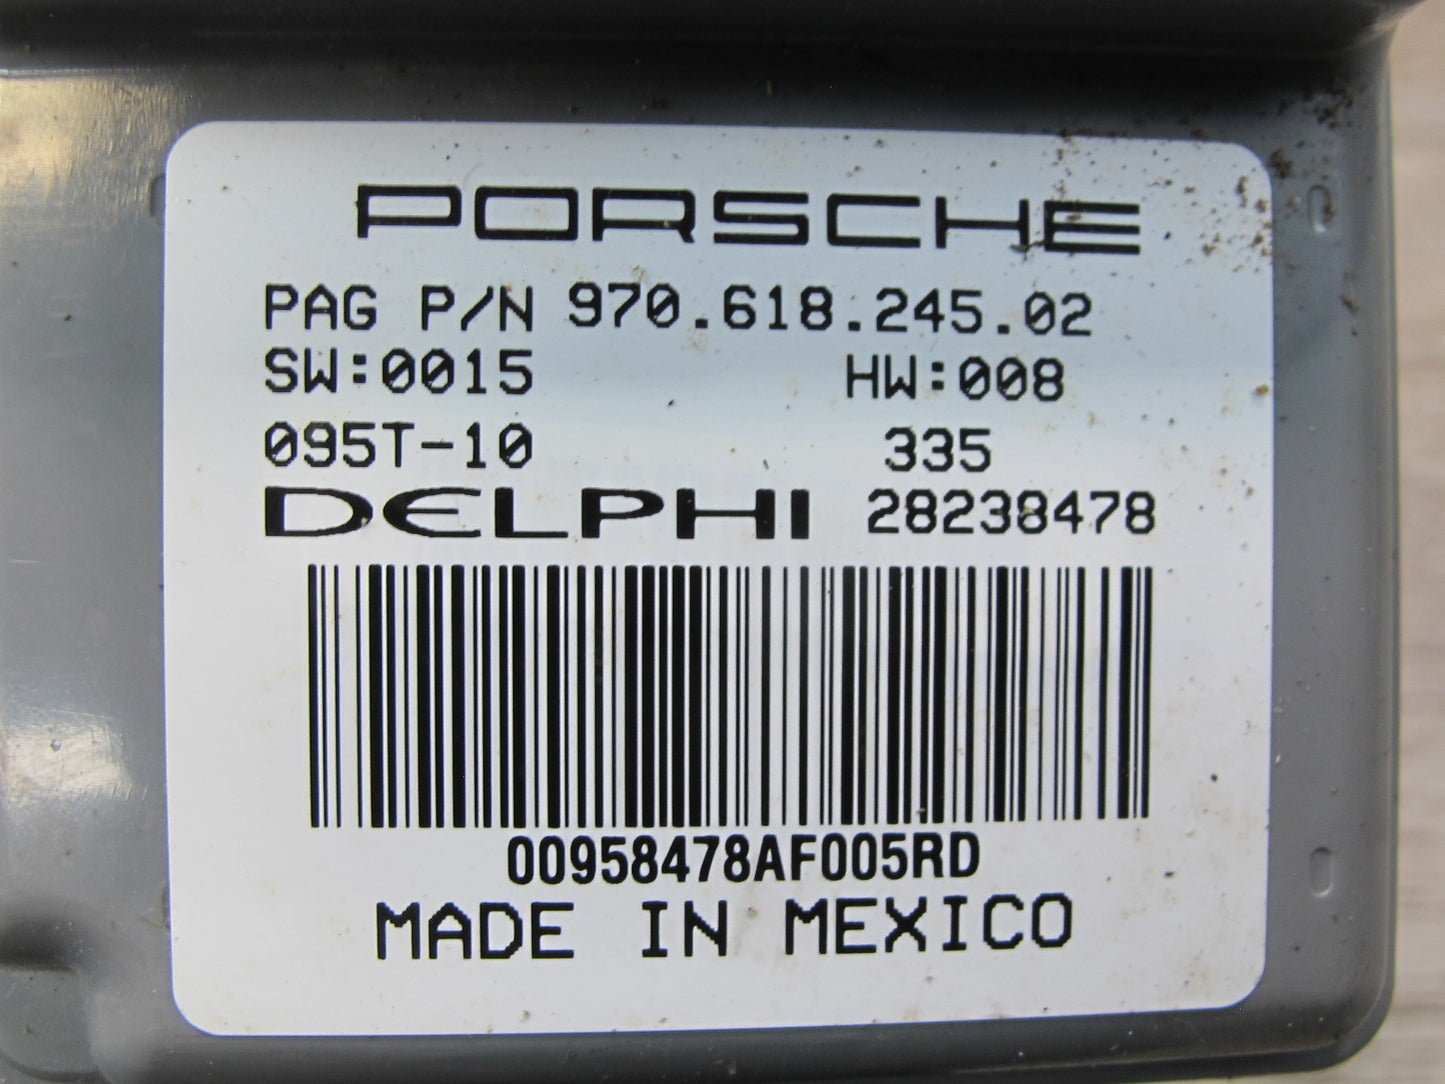 PORSCHE
PAG P/N 970.618.245.02
SW:0015 HW:008
095T-10 335
DELPHI 28238478
00958478AF005RD
MADE IN MEXICO